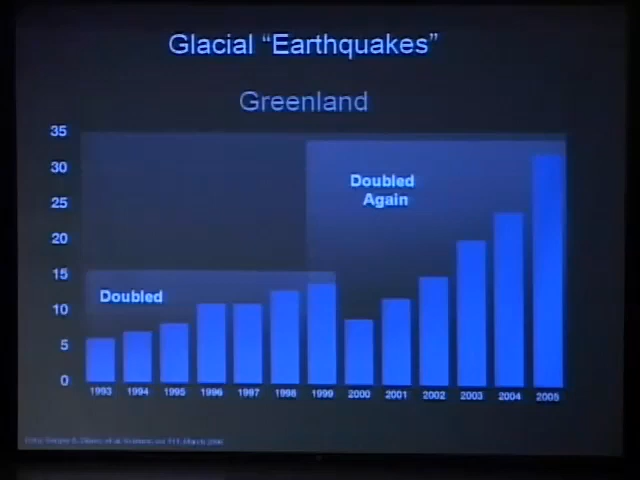 Glacial “Earthquakes”
Greenland
35
30
25
20
15
10
5
0
Doubled
Again
Doubled
1993 1994 1995 1996 1997 1998 1999 2000 2001 2002 2003 2004 2005